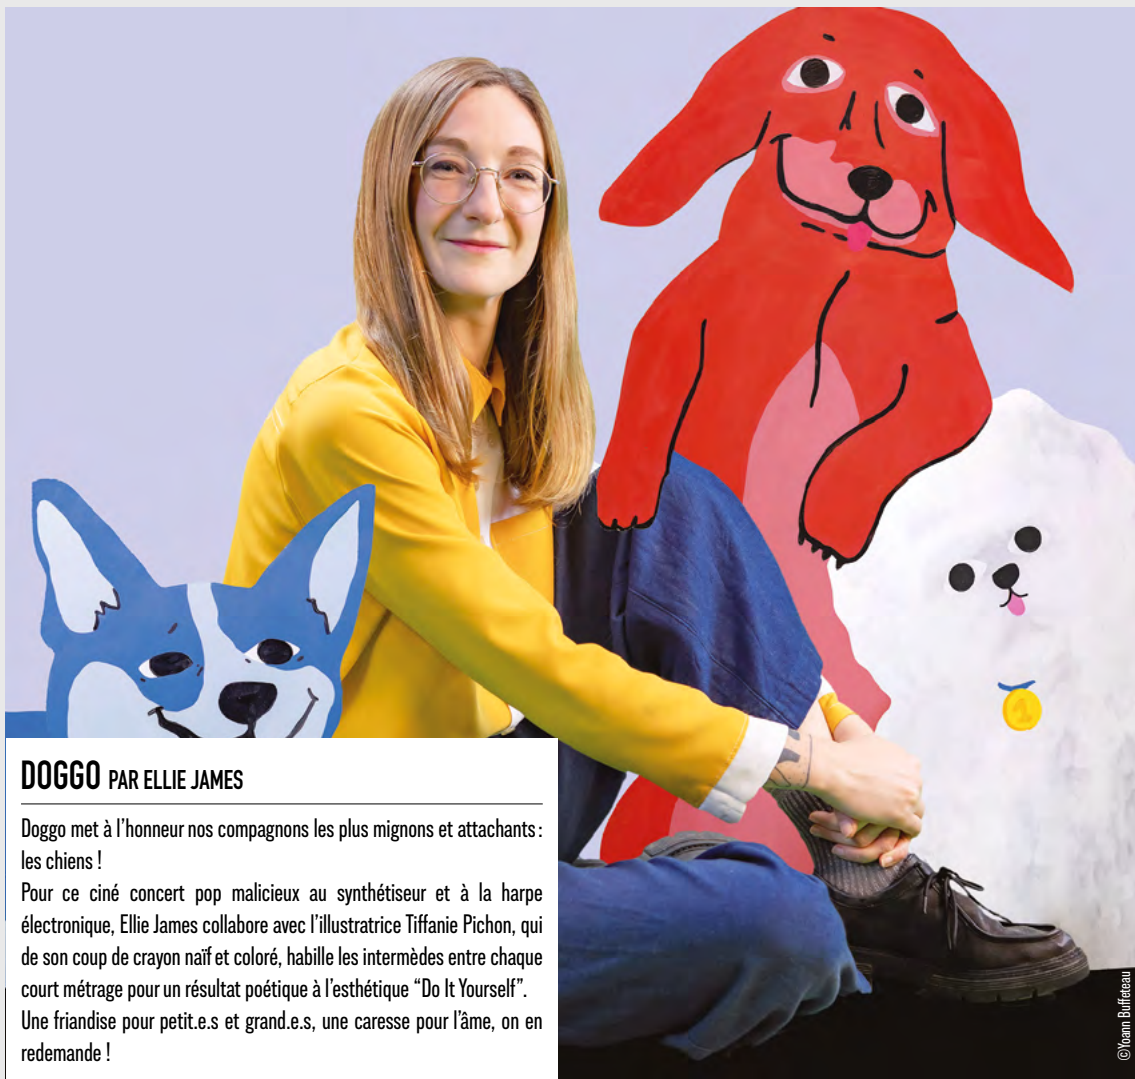 DOGGO PAR ELLIE JAMES
Doggo met à l’honneur nos compagnons les plus mignons et attachants :
les chiens !
Pour ce ciné concert pop malicieux au synthétiseur et à la harpe
électronique, Ellie James collabore avec l’illustratrice Tiffanie Pichon, qui
de son coup de crayon naïf et coloré, habille les intermèdes entre chaque
court métrage pour un résultat poétique à l’esthétique “Do It Yourself”.
Une friandise pour petit.e.s et grand.e.s, une caresse pour l’âme, on en
redemande !
1
©Yoann Buffeteau